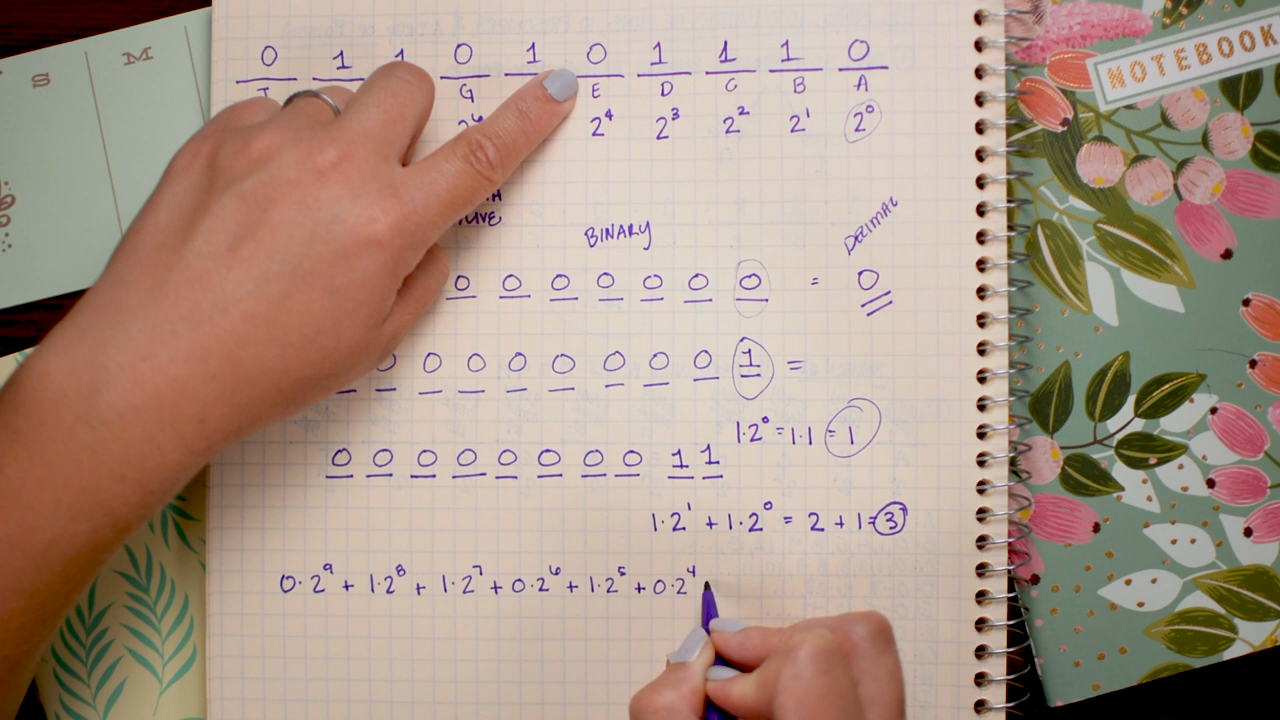 0 1 1 0 1 0 1 1 1 0
G E D C B A
2⁴ 2³ 2² 2¹ 2⁰
BINARY DECIMAL
0 0 0 0 0 0 0 = 0
0 0 0 0 0 0 0 0 1 =
1·2⁰ = 1·1 = 1
0 0 0 0 0 0 0 0 1 1
1·2¹ + 1·2⁰ = 2 + 1 = 3
0·2⁹ + 1·2⁸ + 1·2⁷ + 0·2⁶ + 1·2⁵ + 0·2⁴
S M
NOTEBOOK